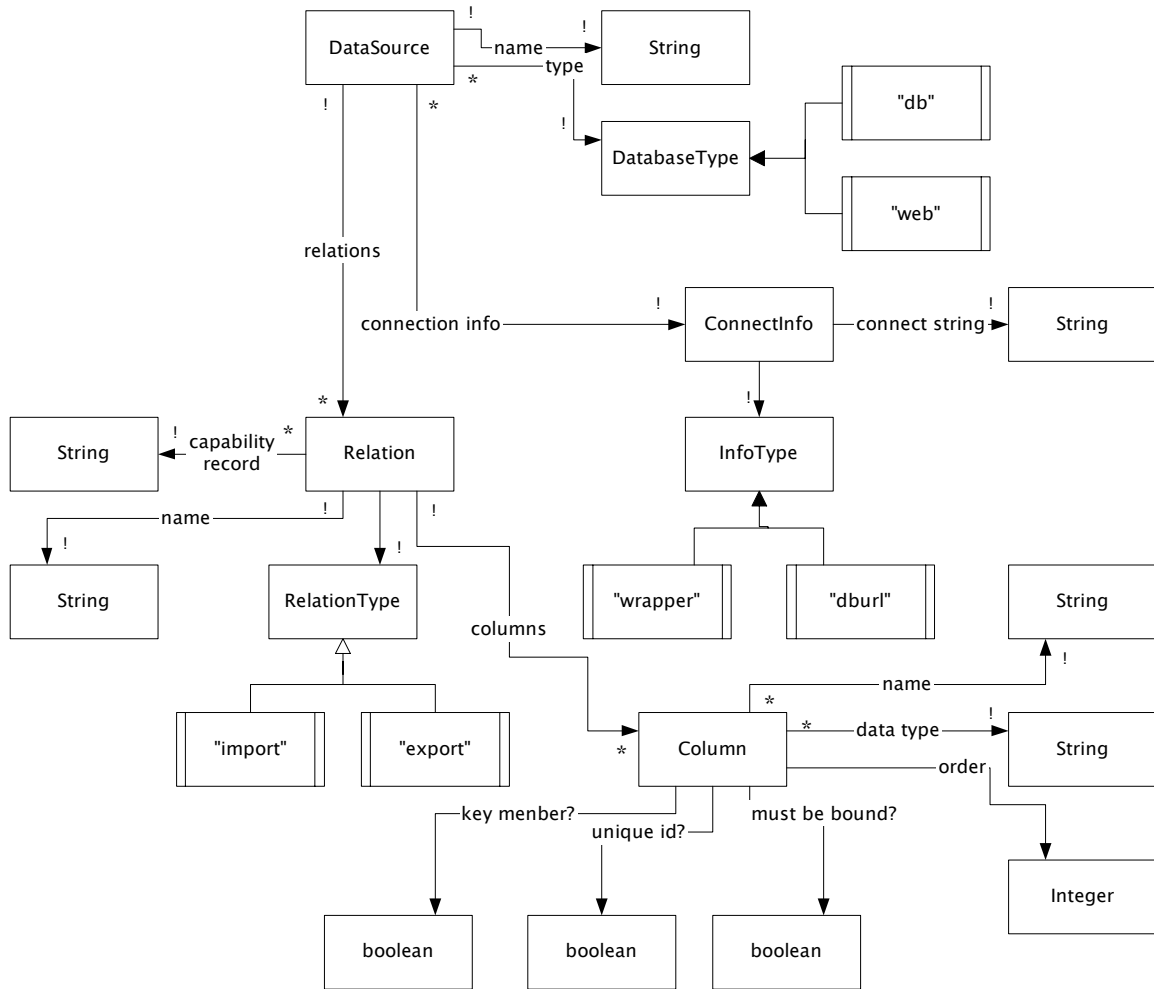 !
DataSource
name
!
String
*
type
!
*
!
"db"
DatabaseType
"web"
relations
!
!
connection info
ConnectInfo
connect string
String
*
!
!
*
capability
record
String
Relation
InfoType
name
!
!
!
!
String
RelationType
"wrapper"
"dburl"
String
columns
!
name
*
*
!
"import"
"export"
*
Column
data type
String
order
key menber?
unique id?
must be bound?
Integer
boolean
boolean
boolean